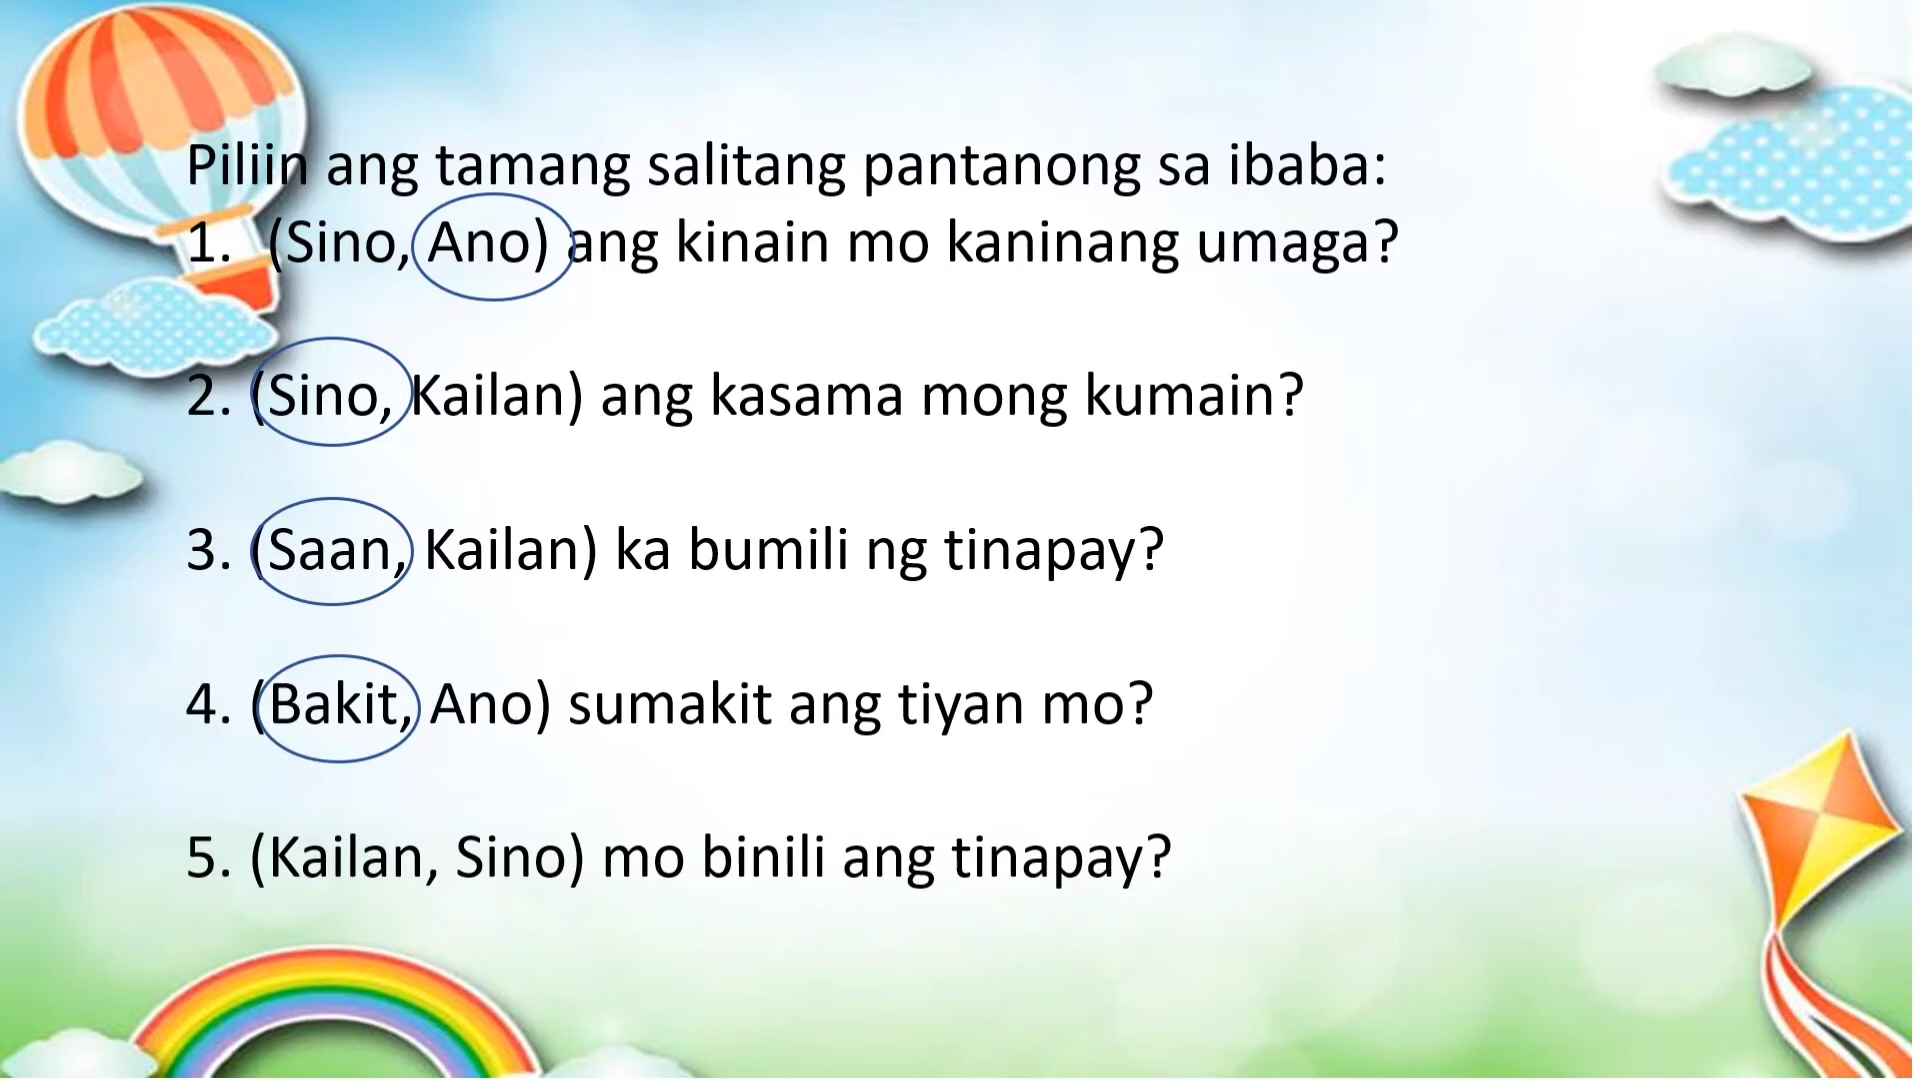 Piliin ang tamang salitang pantanong sa ibaba:
1. (Sino, Ano) ang kinain mo kaninang umaga?
2. (Sino, Kailan) ang kasama mong kumain?
3. (Saan, Kailan) ka bumili ng tinapay?
4. (Bakit, Ano) sumakit ang tiyan mo?
5. (Kailan, Sino) mo binili ang tinapay?